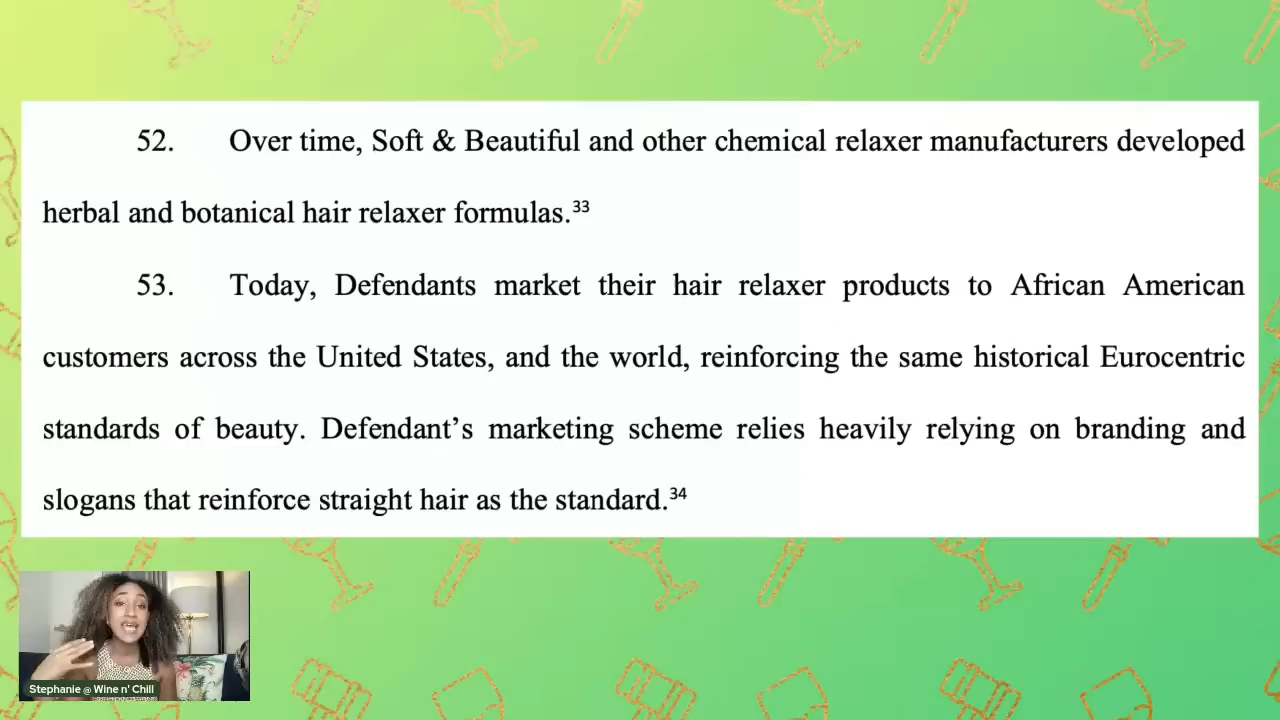 52. Over time, Soft & Beautiful and other chemical relaxer manufacturers developed
herbal and botanical hair relaxer formulas.33
53. Today, Defendants market their hair relaxer products to African American
customers across the United States, and the world, reinforcing the same historical Eurocentric
standards of beauty. Defendant’s marketing scheme relies heavily relying on branding and
slogans that reinforce straight hair as the standard.34
Stephanie @ Wine n' Chill